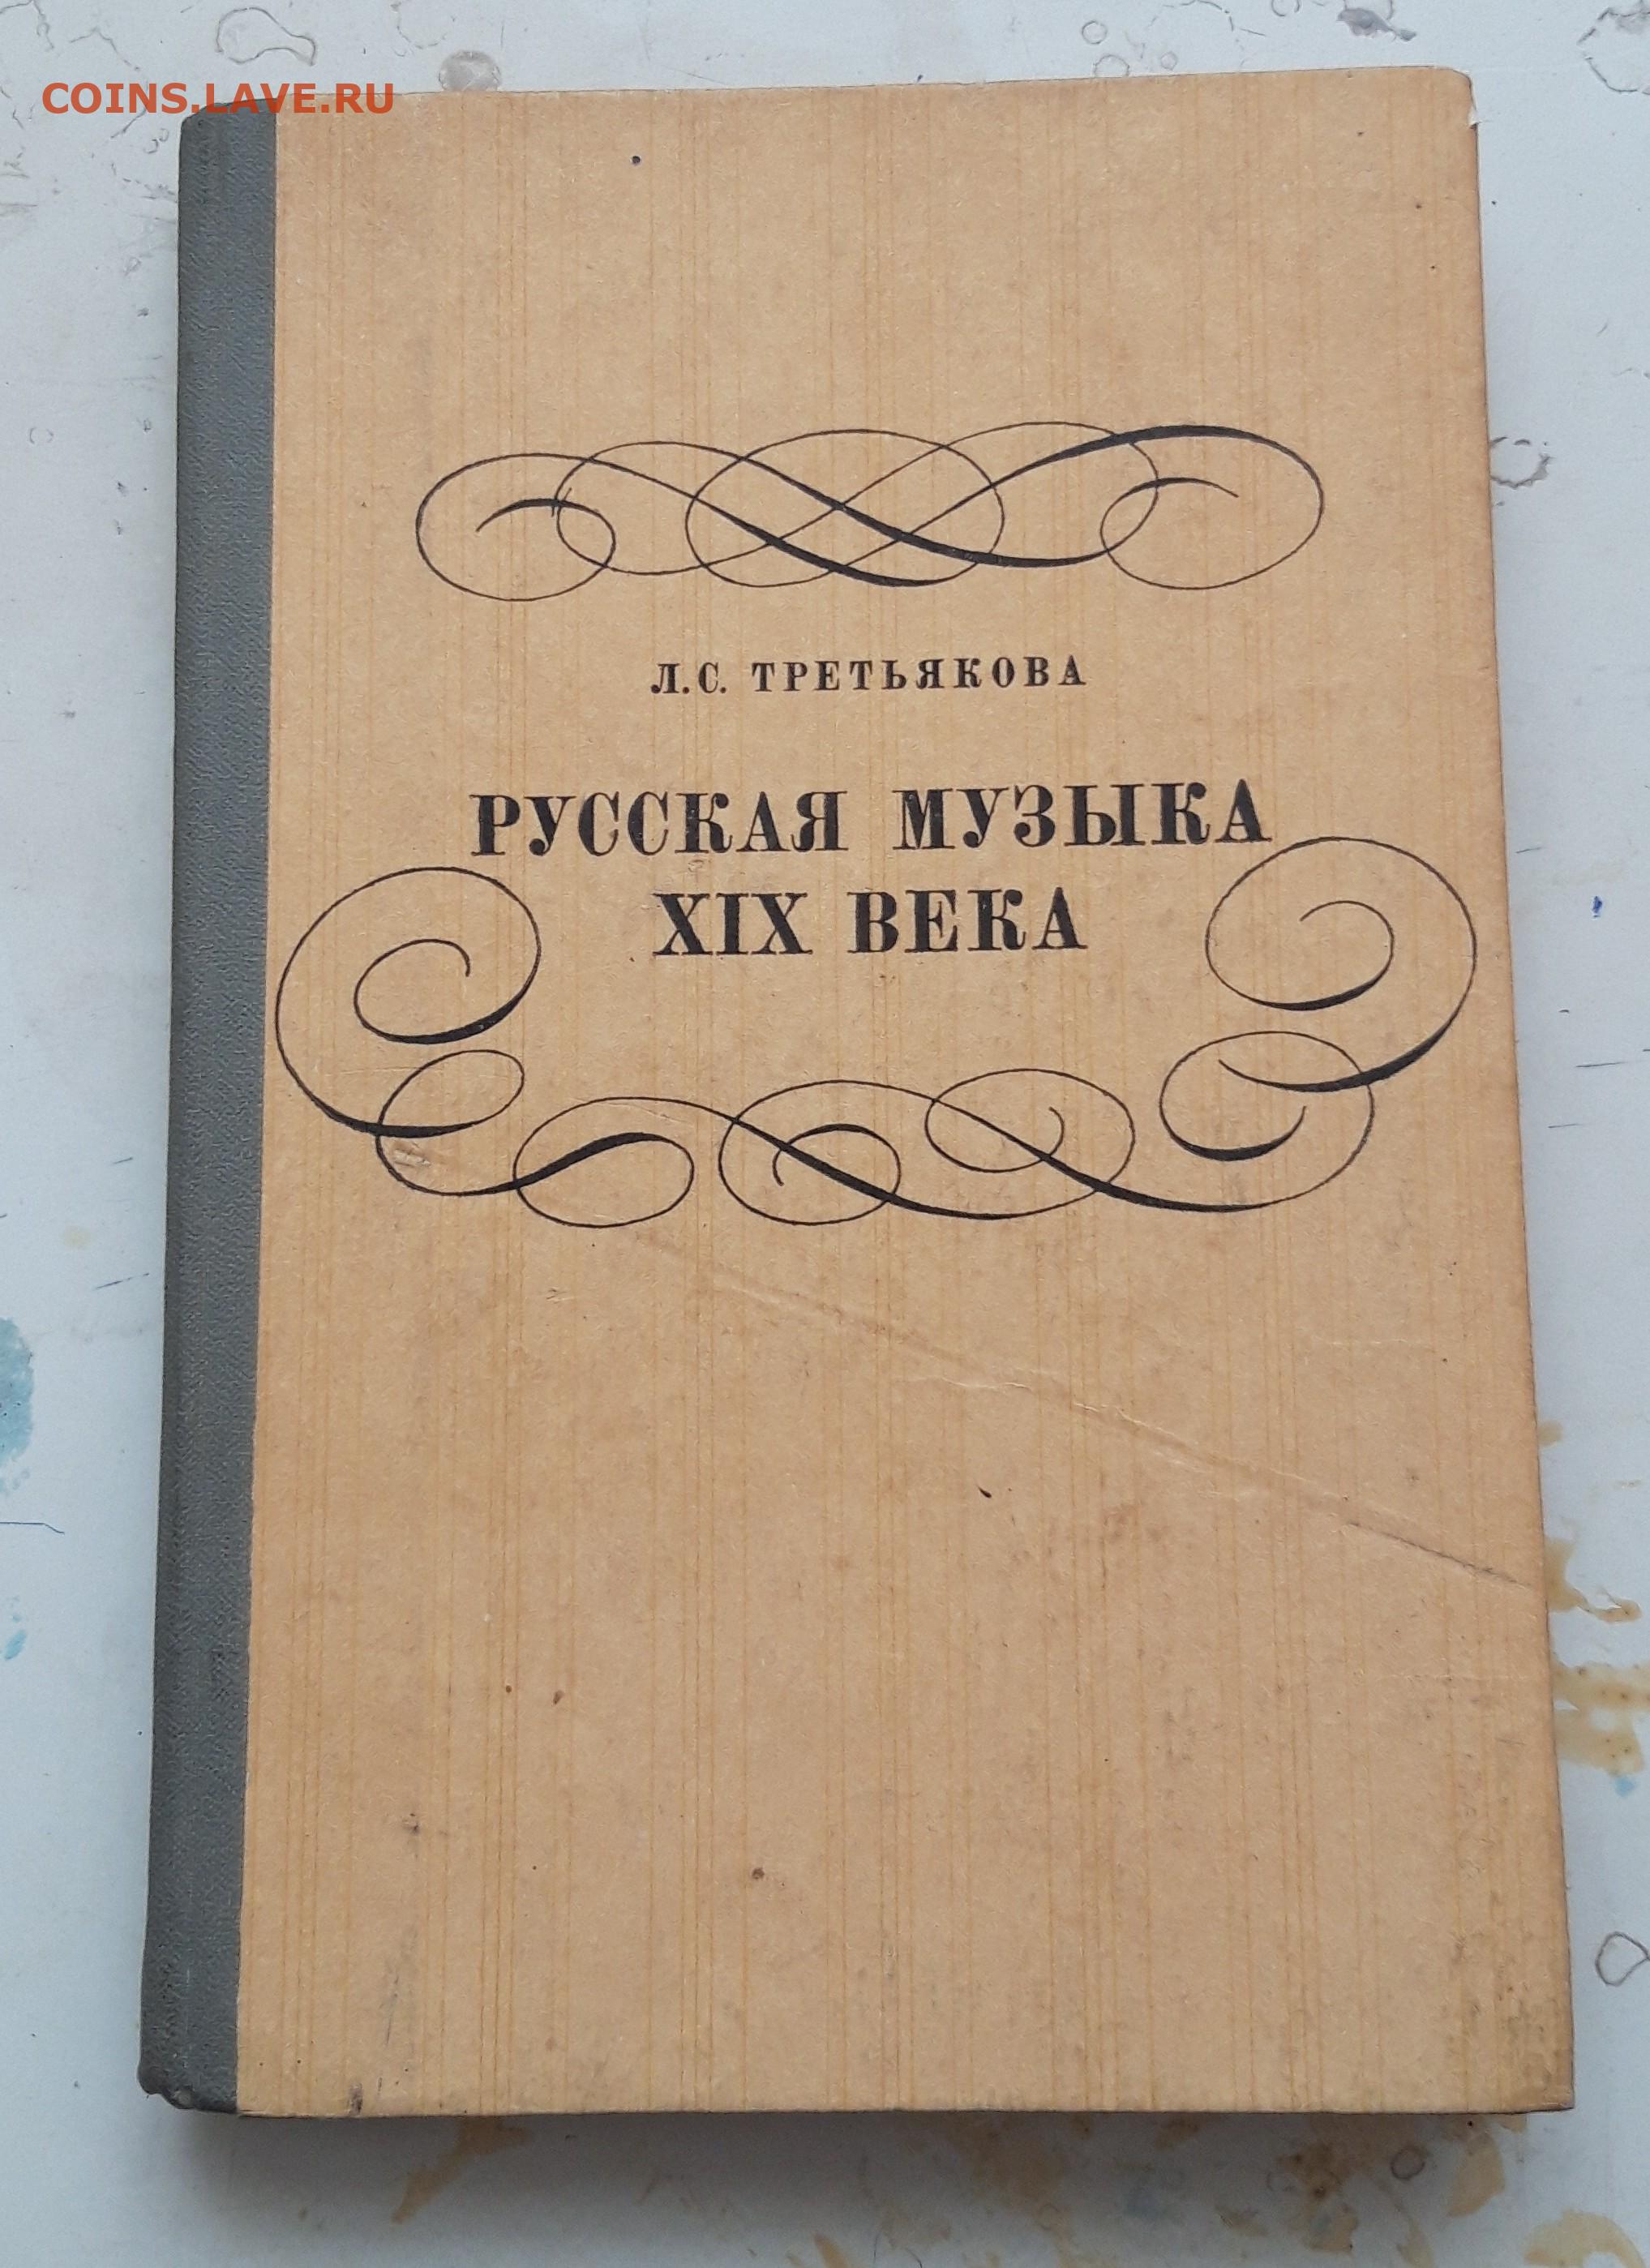 COINS.LAVE.RU
Л.С. ТРЕТЬЯКОВА
РУССКАЯ МУЗЫКА
XIX ВЕКА